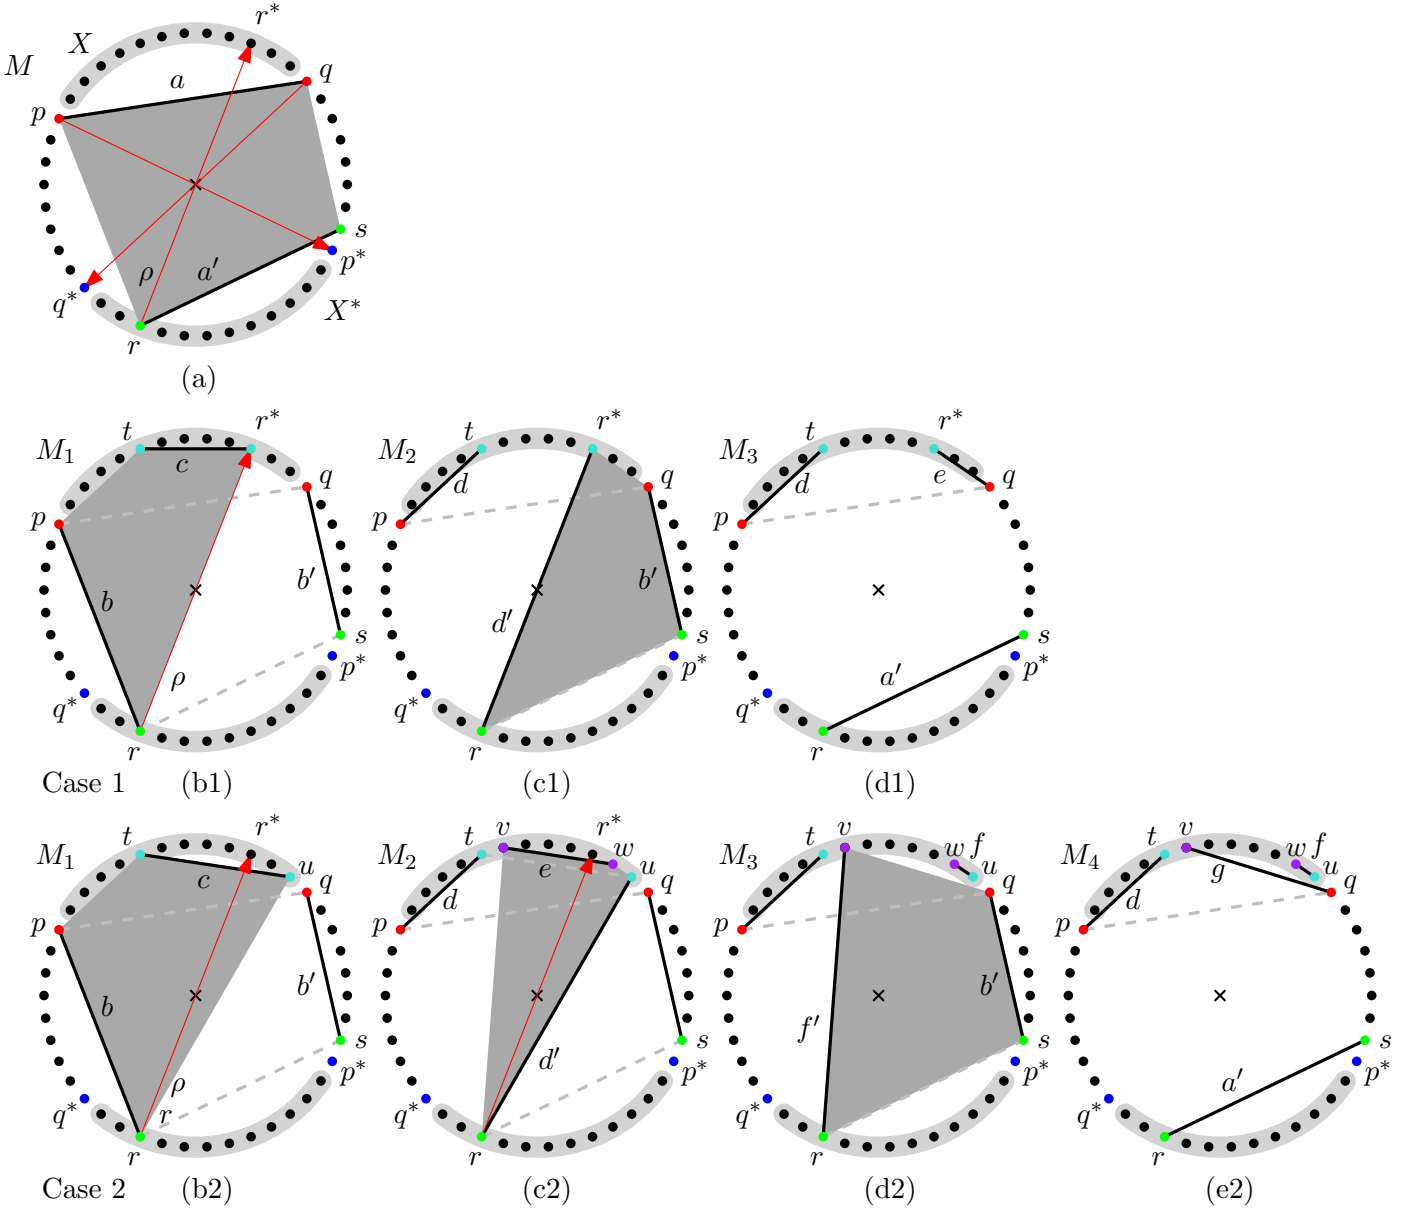 r*
X
M
q
a
p
s
p*
ρ a′
q* X*
r
(a)
t r*
M₁
c
q
p
b b′
s
ρ p*
q*
r
Case 1 (b1)
t r*
M₂
d q
p
b′
d′
s
p*
q*
r
(c1)
t r*
M₃
d e q
p
s
a′ p*
q*
r
(d1)
t r*
M₁
c u q
p
b b′
s
ρ p*
q* r
r
Case 2 (b2)
t v r*
M₂ w
e u
d q
p
s
d′ p*
q*
r
(c2)
t v
M₃ w f
u
q
p
b′
f′
s
p*
q*
r
(d2)
t v
M₄ w f
g u
d q
p
s
a′ p*
q*
r
(e2)